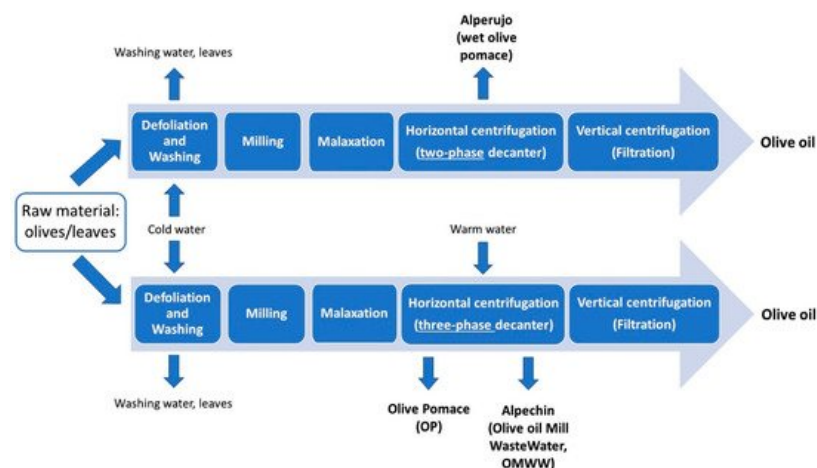 Alperujo
(wet olive
pomace)
Washing water, leaves
Defoliation
and
Washing
Milling
Malaxation
Horizontal centrifugation
(two-phase decanter)
Vertical centrifugation
(Filtration)
Olive oil
Raw material:
olives/leaves
Cold water
Warm water
Defoliation
and
Washing
Milling
Malaxation
Horizontal centrifugation
(three-phase decanter)
Vertical centrifugation
(Filtration)
Olive oil
Washing water, leaves
Olive Pomace
(OP)
Alpechin
(Olive oil Mill
WasteWater,
OMWW)